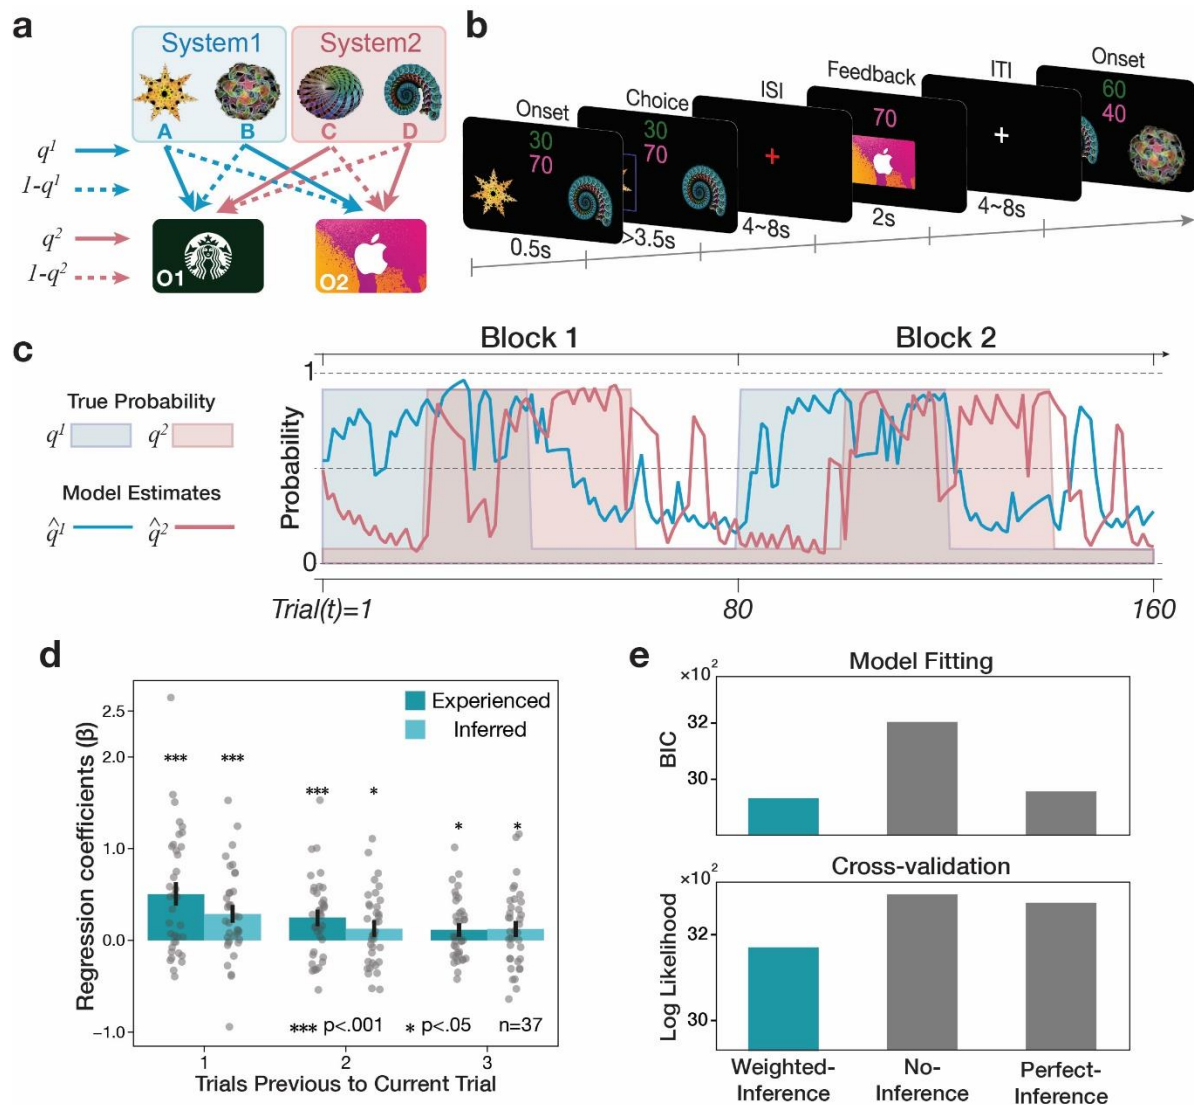 a
System1
System2
A
B
C
D
q1
1-q1
q2
1-q2
O1
O2
b
Onset
30
70
0.5s
Choice
30
70
>3.5s
ISI
+
4~8s
Feedback
70
2s
ITI
+
4~8s
Onset
60
40
c
Block 1
Block 2
True Probability
q1
q2
Model Estimates
q̂1
q̂2
Probability
1
0
Trial(t)=1
80
160
d
Regression coefficients (β)
2.5
2.0
1.0
0.0
−1.0
Experienced
Inferred
***
***
***
*
*
*
*** p<.001
* p<.05
n=37
1
2
3
Trials Previous to Current Trial
e
Model Fitting
×102
BIC
32
30
Cross-validation
×102
Log Likelihood
32
30
Weighted-
Inference
No-
Inference
Perfect-
Inference